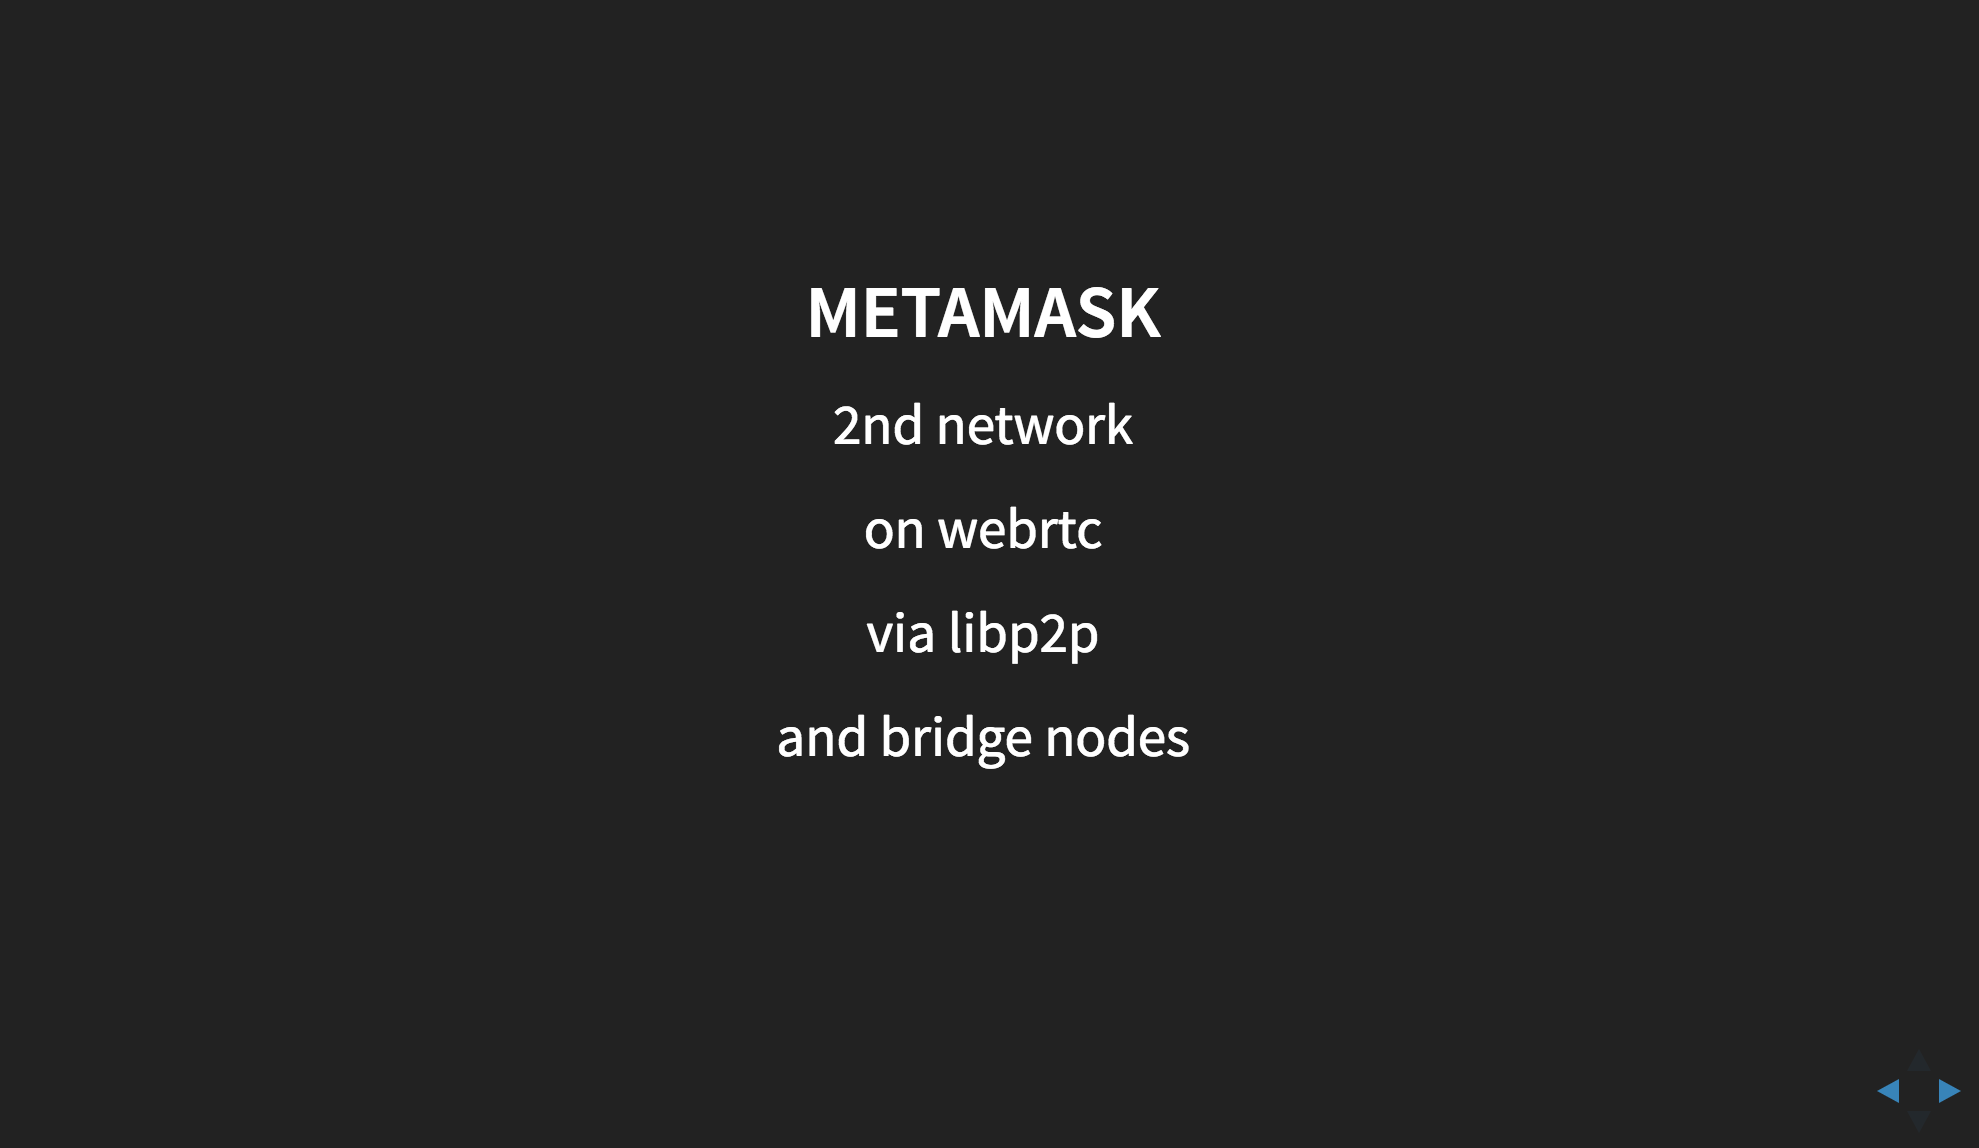 METAMASK
2nd network
on webrtc
via libp2p
and bridge nodes